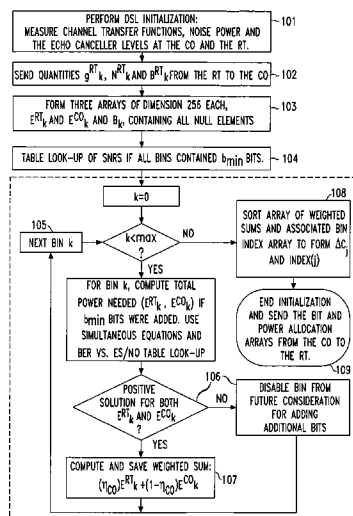 PERFORM DSL INITIALIZATION:
MEASURE CHANNEL TRANSFER FUNCTIONS, NOISE POWER AND
THE ECHO CANCELLER LEVELS AT THE CO AND THE RT.
101
SEND QUANTITIES g^RT_k, N^RT_k AND B^RT_k FROM THE RT TO THE CO
102
FORM THREE ARRAYS OF DIMENSION 256 EACH,
E^RT_k AND E^CO_k AND B_k, CONTAINING ALL NULL ELEMENTS
103
TABLE LOOK-UP OF SNRS IF ALL BINS CONTAINED b_min BITS.
104
k=0
105
NEXT BIN k
k<max
?
NO
YES
108
SORT ARRAY OF WEIGHTED
SUMS AND ASSOCIATED BIN
INDEX ARRAY TO FORM ΔC_j
AND INDEX(j)
END INITIALIZATION
AND SEND THE BIT AND
POWER ALLOCATION
ARRAYS FROM THE CO TO
THE RT.
109
FOR BIN k, COMPUTE TOTAL
POWER NEEDED (E^RT_k, E^CO_k) IF
b_min BITS WERE ADDED. USE
SIMULTANEOUS EQUATIONS AND
BER VS. ES/NO TABLE LOOK-UP
POSITIVE
SOLUTION FOR BOTH
E^RT_k AND E^CO_k
?
106
NO
YES
DISABLE BIN FROM
FUTURE CONSIDERATION
FOR ADDING
ADDITIONAL BITS
COMPUTE AND SAVE WEIGHTED SUM:
(η_CO)E^RT_k+(1-η_CO)E^CO_k
107